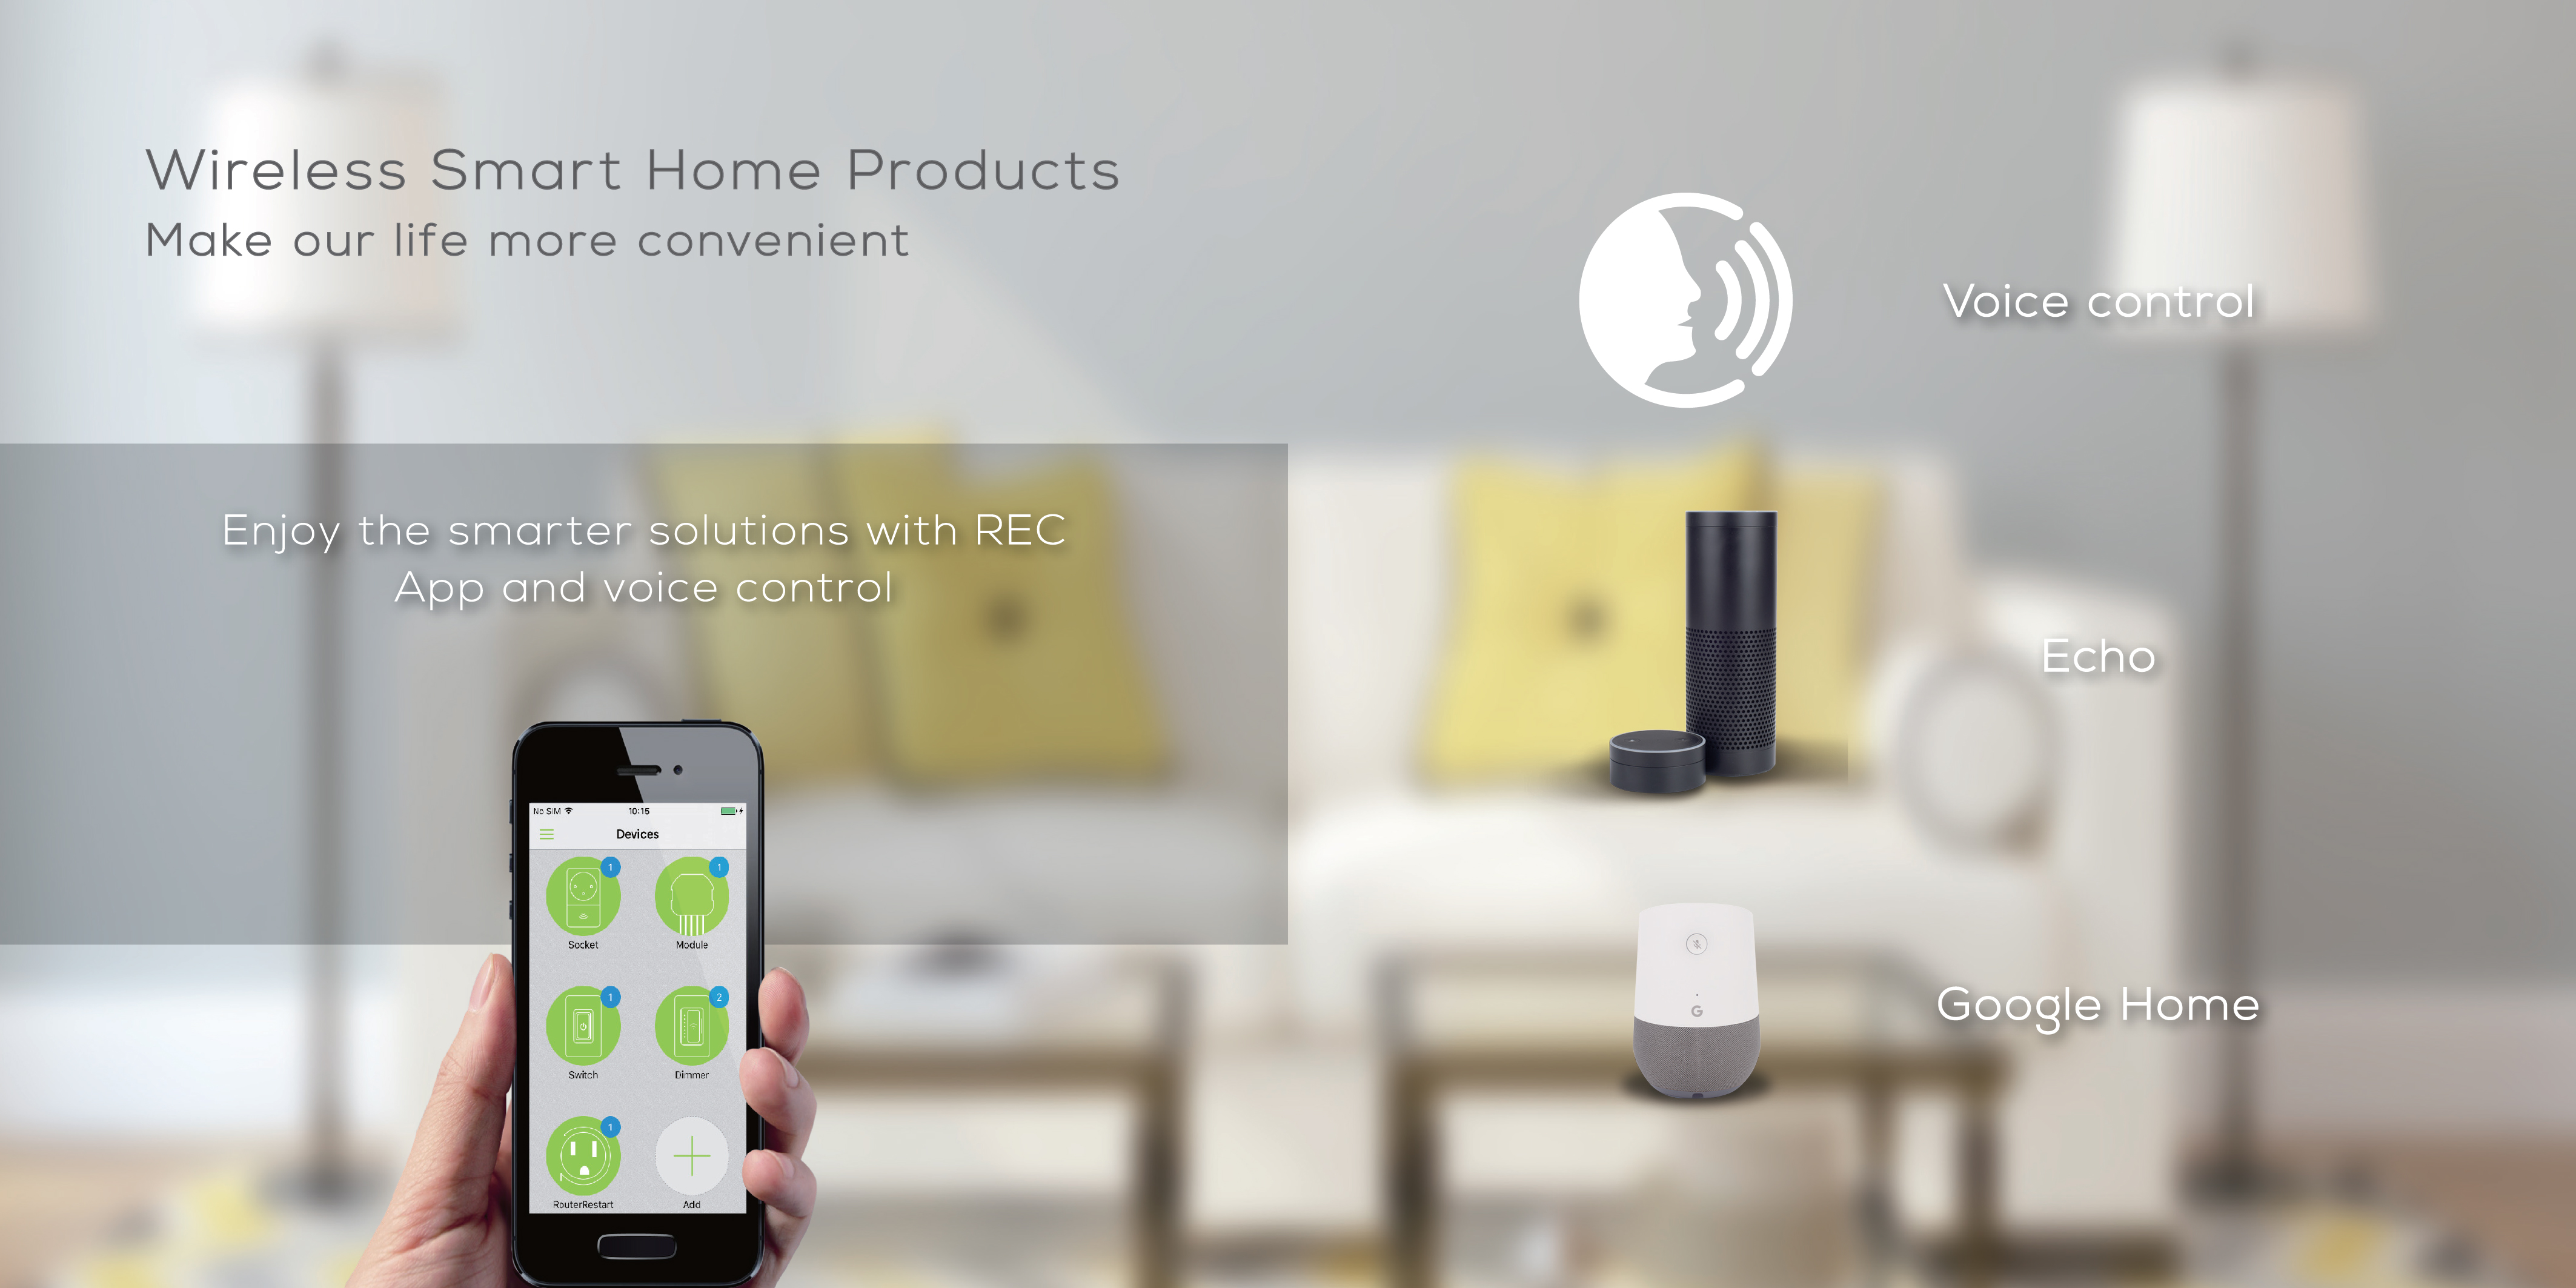 Wireless Smart Home Products
Make our life more convenient
Enjoy the smarter solutions with REC
App and voice control
No SIM 10:15
Devices
1 1
Socket Module
1 2
Switch Dimmer
1
RouterRestart Add
Voice control
Echo
G
Google Home